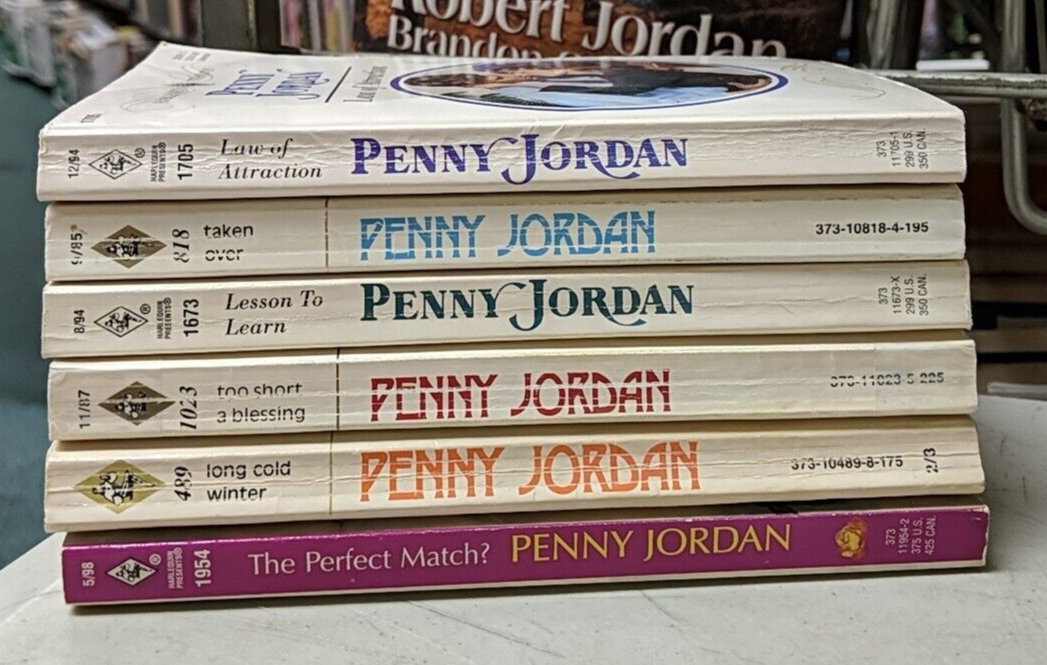 Robert Jordan
Brandon
PENNY
JORDAN
1705
12/94
HARLEQUIN
PRESENTS®
1705
Law of
Attraction
PENNY JORDAN
373
11705-1
299 U.S.
350 CAN.
9/85
818
taken
over
PENNY JORDAN
373-10818-4-195
8/94
HARLEQUIN
PRESENTS®
1673
Lesson To
Learn
PENNY JORDAN
373
11673-X
299 U.S.
350 CAN.
11/87
1023
too short
a blessing
PENNY JORDAN
373-11023-5-225
489
long cold
winter
PENNY JORDAN
373-10489-8-175
2/3
5/98
HARLEQUIN
PRESENTS®
1954
The Perfect Match?
PENNY JORDAN
373
11954-2
375 U.S.
425 CAN.